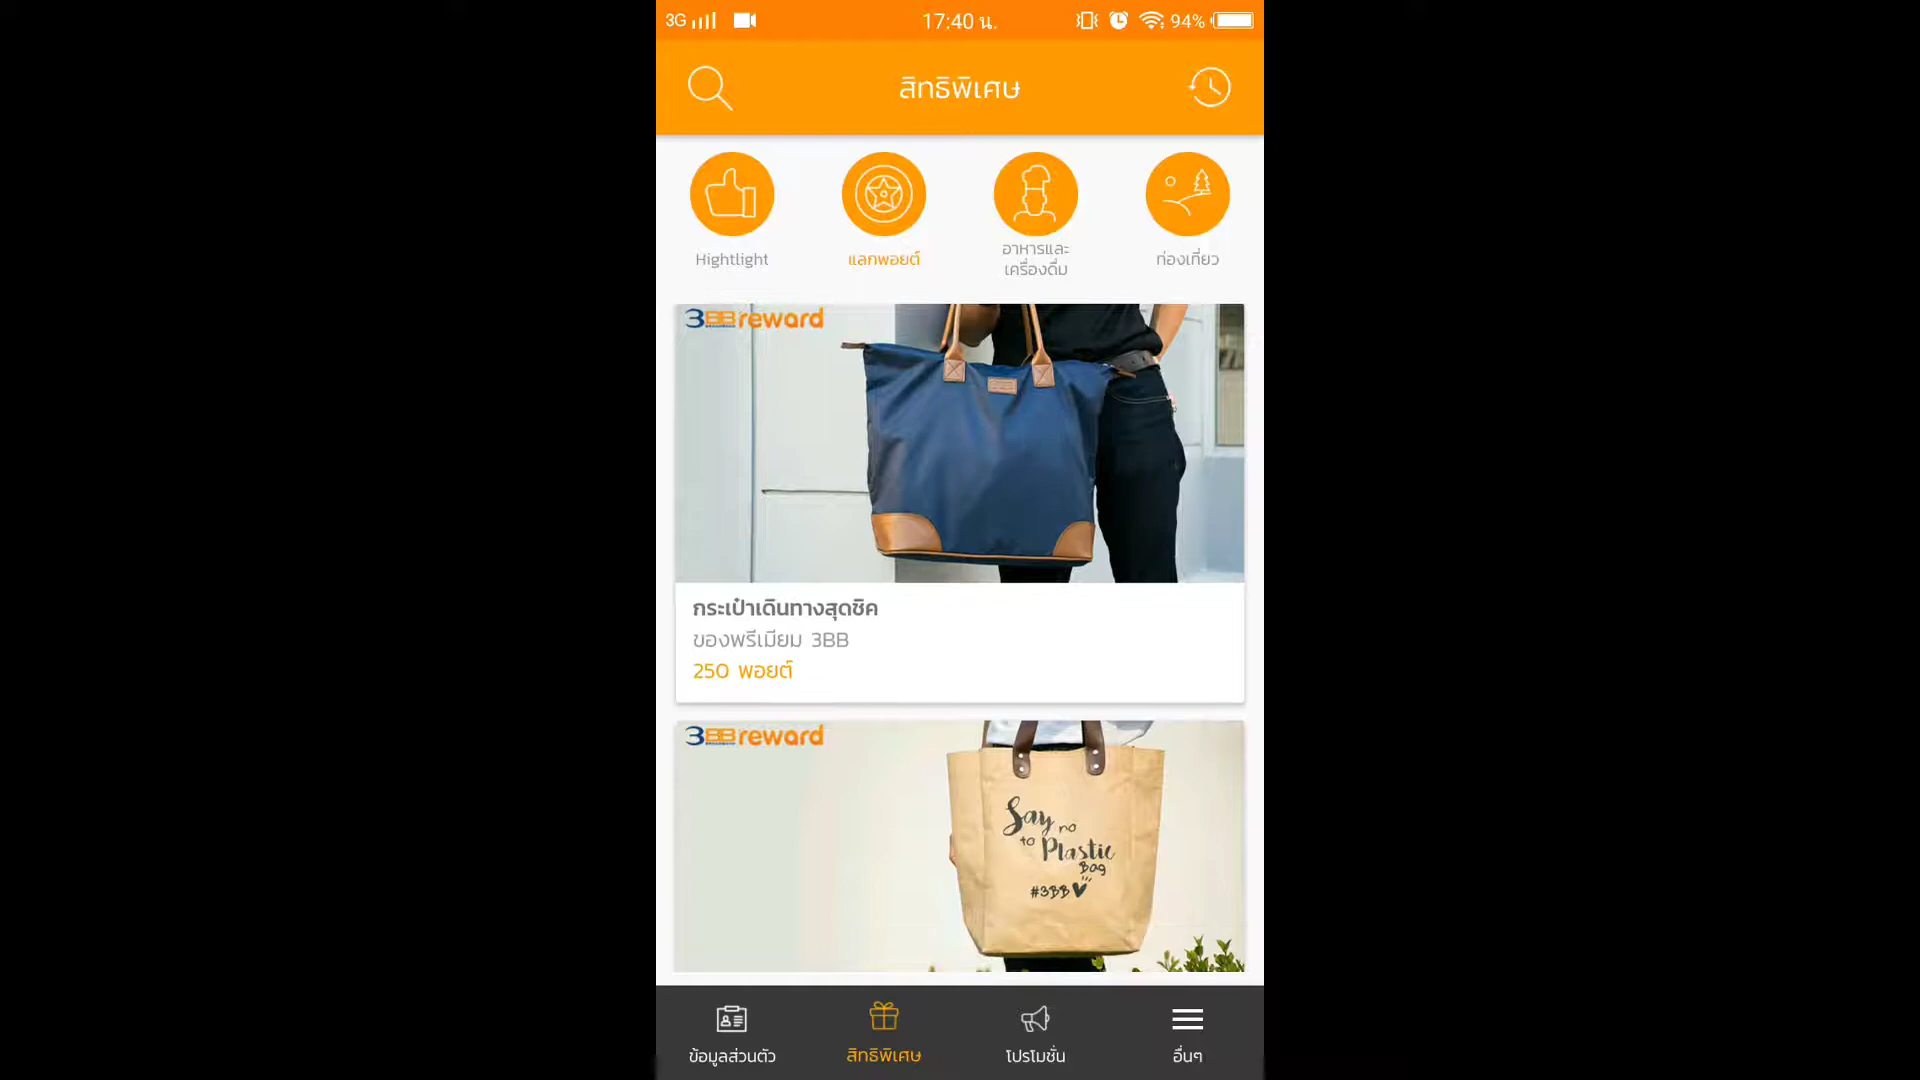 3G 17:40 น. 94%
สิทธิพิเศษ
Hightlight
แลกพอยต์
อาหารและ
เครื่องดื่ม
ท่องเที่ยว
3BB reward
กระเป๋าเดินทางสุดชิค
ของพรีเมียม 3BB
250 พอยต์
3BB reward
Say no
to Plastic
Bag
#3BB
ข้อมูลส่วนตัว
สิทธิพิเศษ
โปรโมชั่น
อื่นๆ